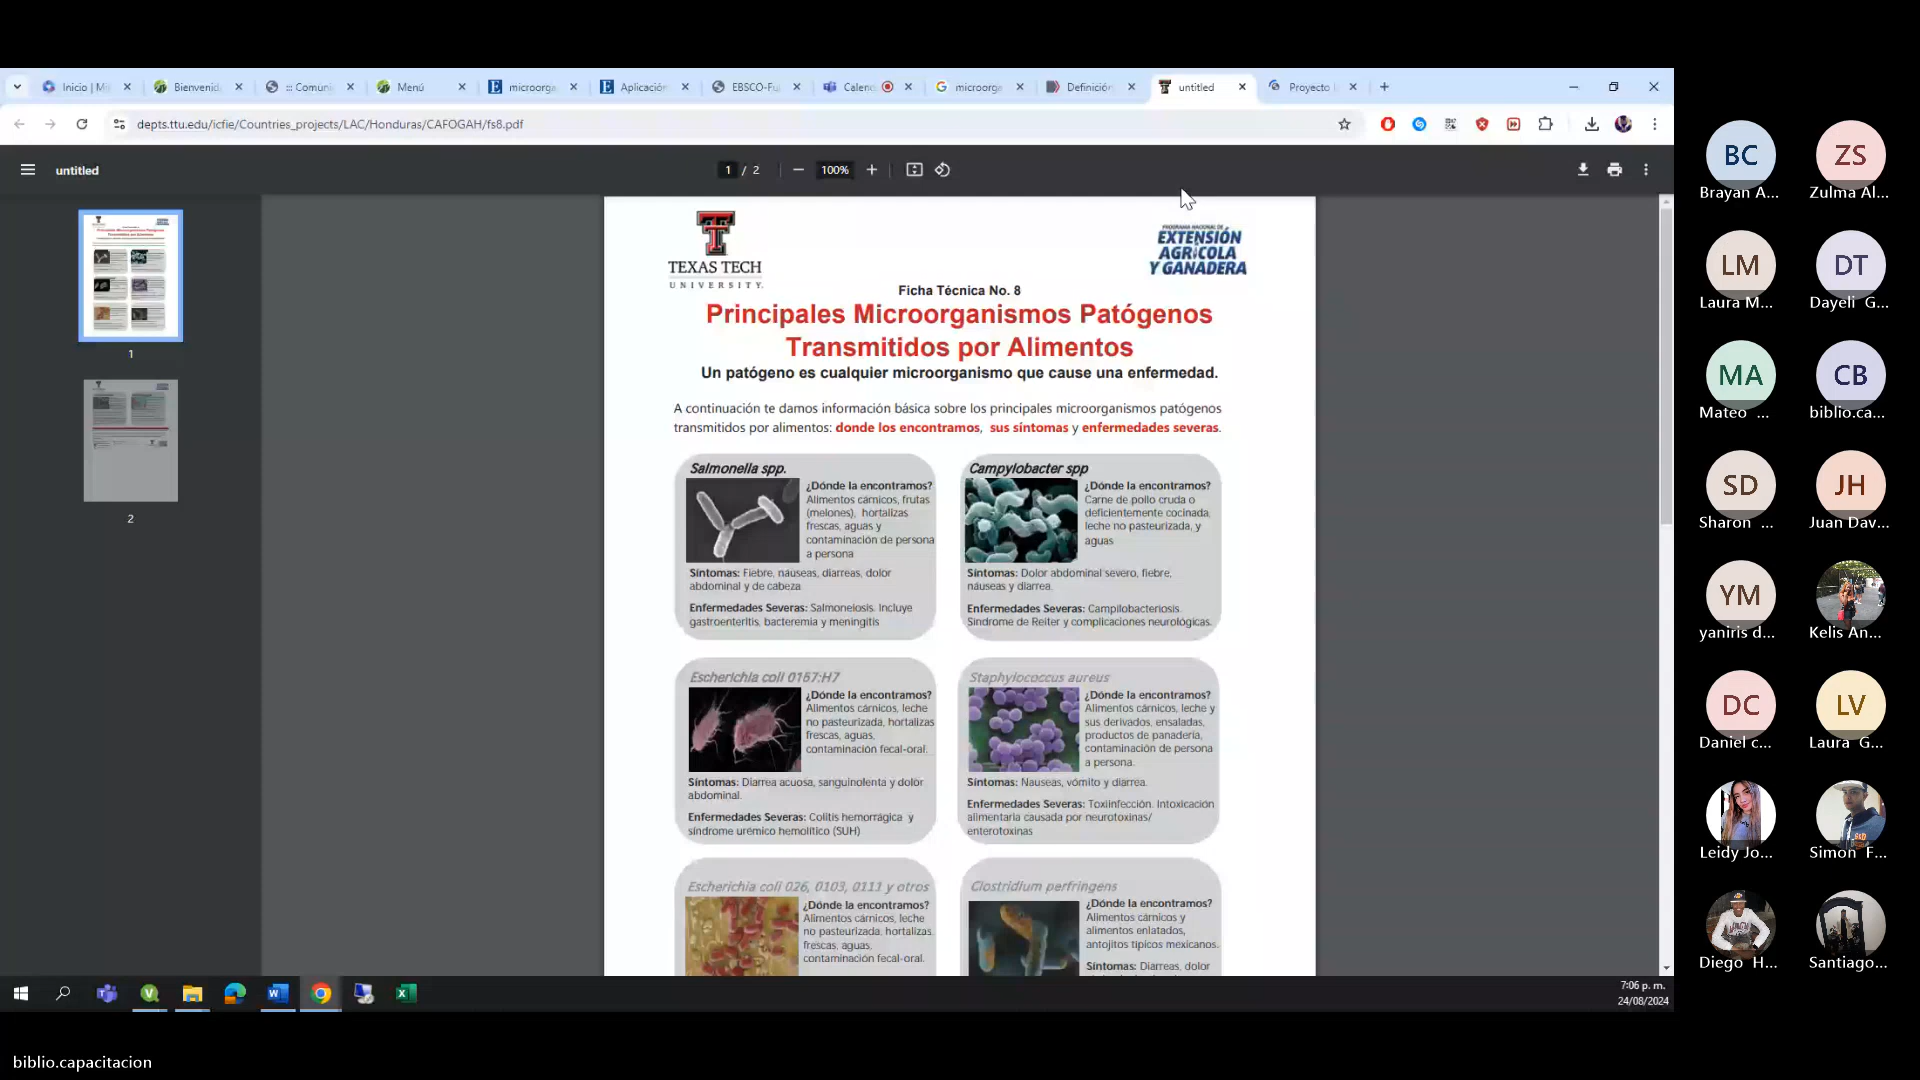 Inicio | M
Bienvenid
::: Comuni
Menú
microorga
Aplicación
EBSCO-Fu
Calen
microorga
Definición
untitled
Proyecto
depts.ttu.edu/icfie/Countries_projects/LAC/Honduras/CAFOGAH/fs8.pdf
untitled
1 / 2
100%
1
2
TEXAS TECH
UNIVERSITY.
PROGRAMA NACIONAL DE
EXTENSIÓN
AGRÍCOLA
Y GANADERA
Ficha Técnica No. 8
Principales Microorganismos Patógenos
Transmitidos por Alimentos
Un patógeno es cualquier microorganismo que cause una enfermedad.
A continuación te damos información básica sobre los principales microorganismos patógenos
transmitidos por alimentos: donde los encontramos, sus síntomas y enfermedades severas.
Salmonella spp.
¿Dónde la encontramos?
Alimentos cárnicos, frutas
(melones), hortalizas
frescas, aguas y
contaminación de persona
a persona
Síntomas: Fiebre, náuseas, diarreas, dolor
abdominal y de cabeza
Enfermedades Severas: Salmonelosis. Incluye
gastroenteritis, bacteremia y meningitis
Campylobacter spp
¿Dónde la encontramos?
Carne de pollo cruda o
deficientemente cocinada,
leche no pasteurizada, y
aguas
Síntomas: Dolor abdominal severo, fiebre,
náuseas y diarrea.
Enfermedades Severas: Campilobacteriosis.
Síndrome de Reiter y complicaciones neurológicas.
Escherichia coli 0157:H7
¿Dónde la encontramos?
Alimentos cárnicos, leche
no pasteurizada, hortalizas
frescas, aguas,
contaminación fecal-oral.
Síntomas: Diarrea acuosa, sanguinolenta y dolor
abdominal.
Enfermedades Severas: Colitis hemorrágica y
síndrome urémico hemolítico (SUH)
Staphylococcus aureus
¿Dónde la encontramos?
Alimentos cárnicos, leche y
sus derivados, ensaladas,
productos de panadería,
contaminación de persona
a persona.
Síntomas: Nauseas, vómito y diarrea.
Enfermedades Severas: Toxiinfección. Intoxicación
alimentaria causada por neurotoxinas/
enterotoxinas
Escherichia coli 026, 0103, 0111 y otros
¿Dónde la encontramos?
Alimentos cárnicos, leche
no pasteurizada, hortalizas
frescas, aguas.
contaminación fecal-oral.
Clostridium perfringens
¿Dónde la encontramos?
Alimentos cárnicos y
alimentos enlatados,
antojitos típicos mexicanos.
Síntomas: Diarreas, dolor
7:06 p. m.
24/08/2024
BC
Brayan A...
ZS
Zulma Al...
LM
Laura M...
DT
Dayeli G...
MA
Mateo ...
CB
biblio.ca...
SD
Sharon ...
JH
Juan Dav...
YM
yaniris d...
Kelis An...
DC
Daniel c...
LV
Laura G...
Leidy Jo...
Simon F...
Diego H...
Santiago...
biblio.capacitacion